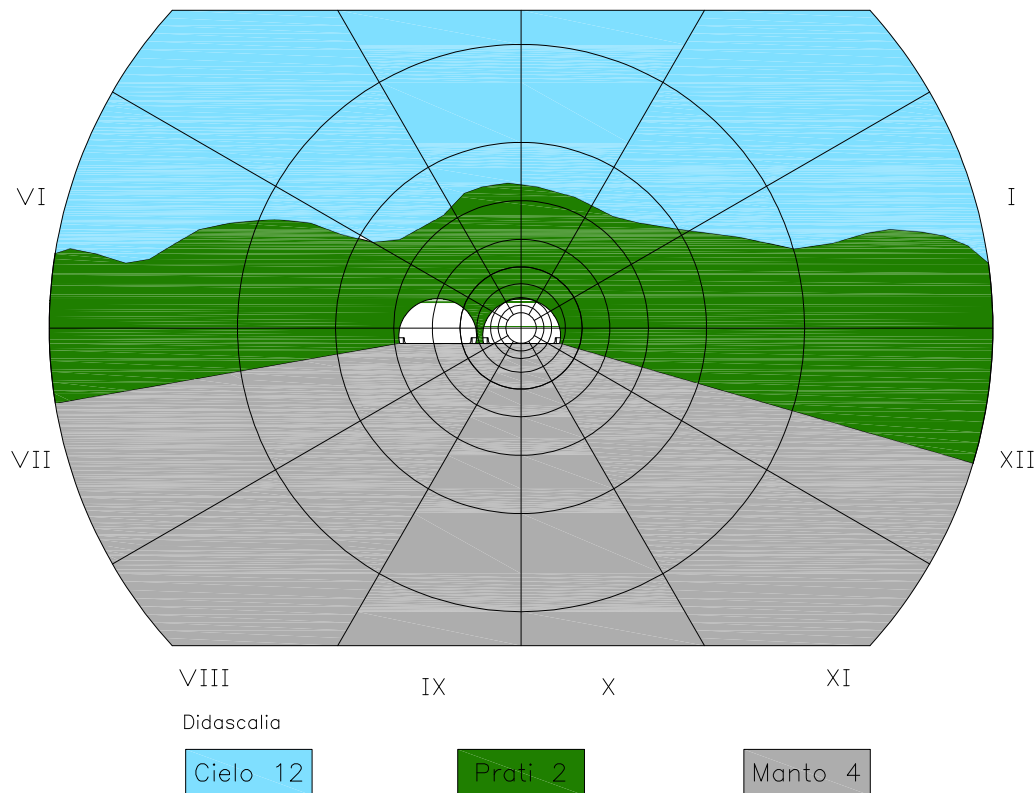 VI I
VII XII
VIII IX X XI
Didascalia
Cielo 12 Prati 2 Manto 4